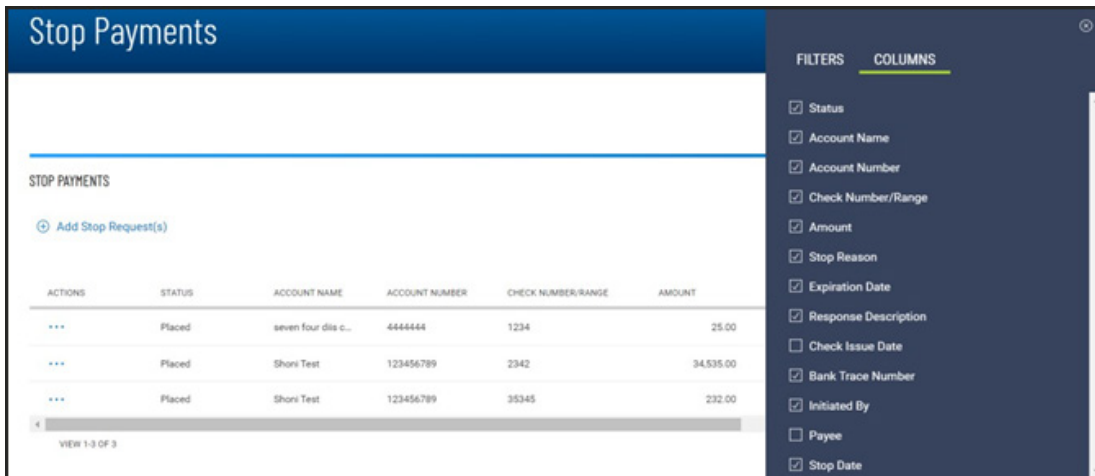 Stop Payments
STOP PAYMENTS
Add Stop Request(s)
ACTIONS STATUS ACCOUNT NAME ACCOUNT NUMBER CHECK NUMBER/RANGE AMOUNT
... Placed seven four diis c... 4444444 1234 25.00
... Placed Shoni Test 123456789 2342 34,535.00
... Placed Shoni Test 123456789 35345 232.00
VIEW 1-3 OF 3
FILTERS COLUMNS
Status
Account Name
Account Number
Check Number/Range
Amount
Stop Reason
Expiration Date
Response Description
Check Issue Date
Bank Trace Number
Initiated By
Payee
Stop Date